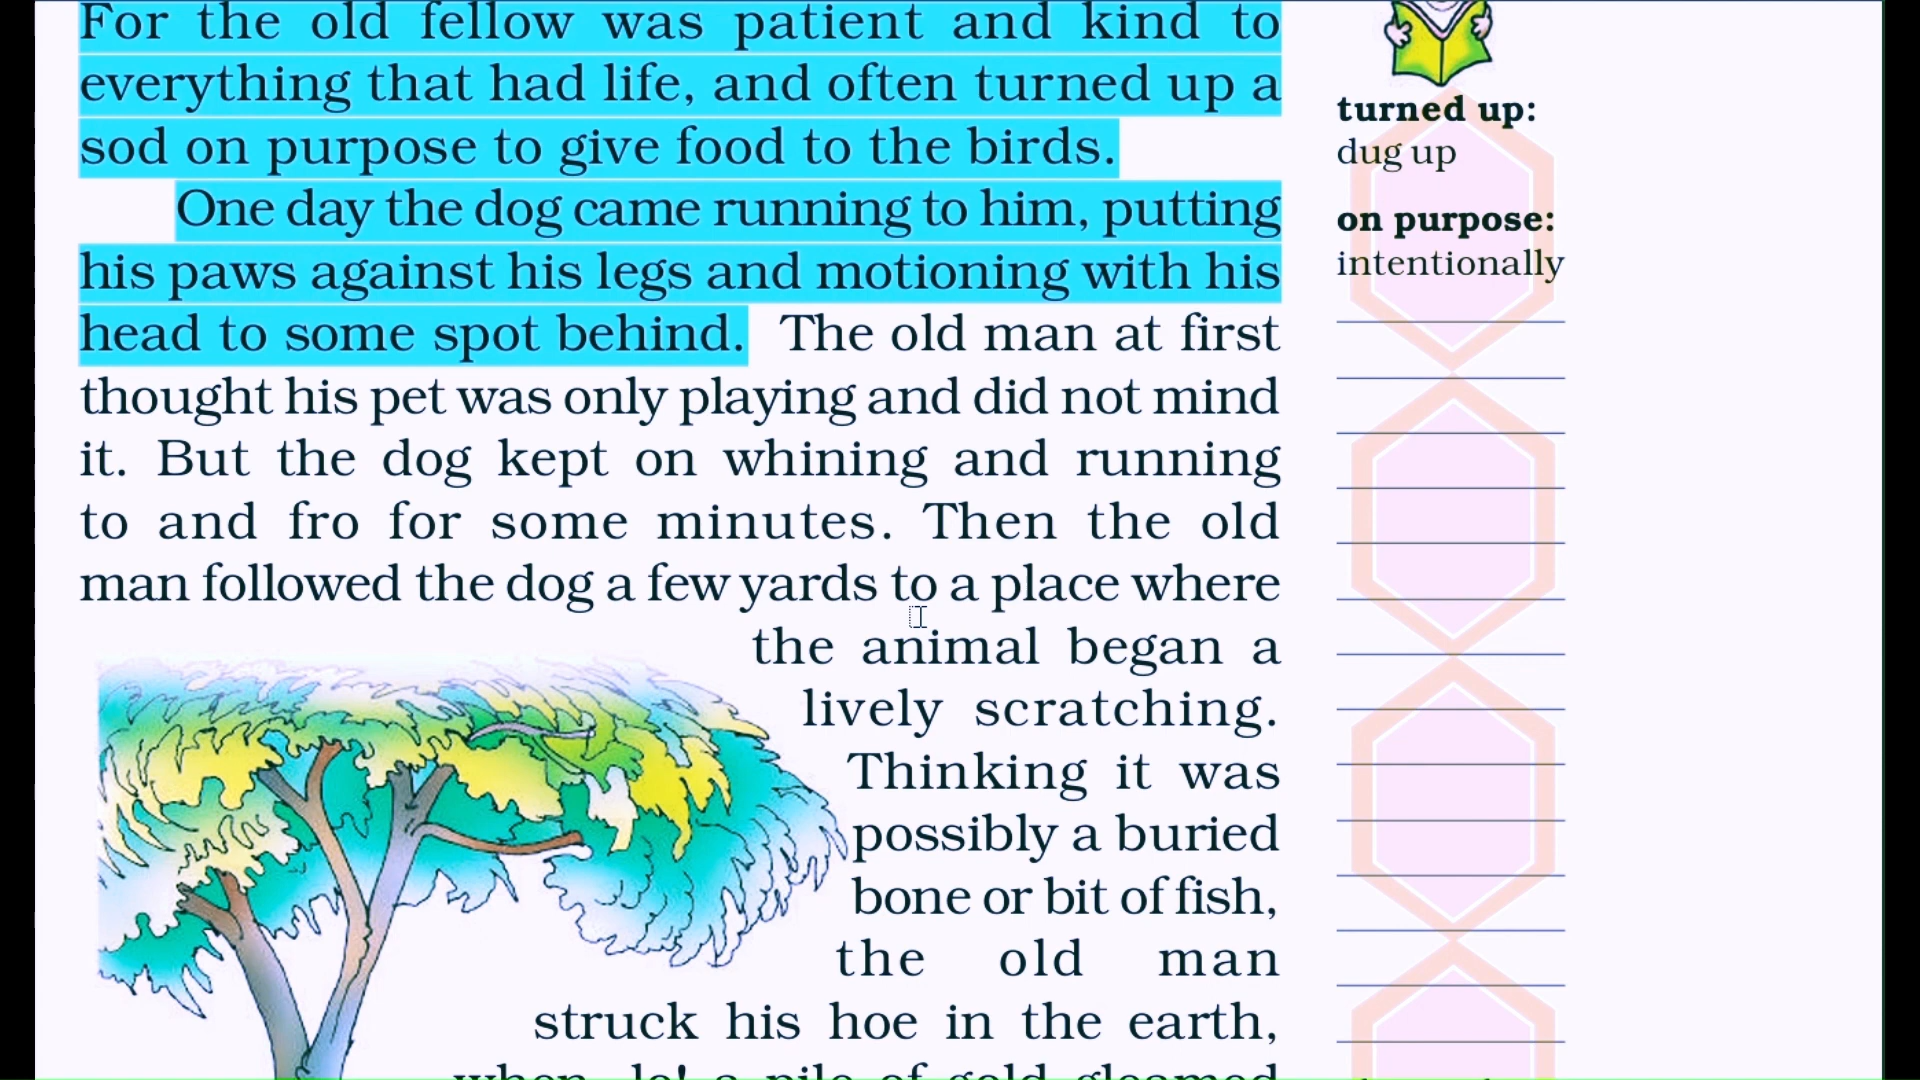 For the old fellow was patient and kind to
everything that had life, and often turned up a
sod on purpose to give food to the birds.
One day the dog came running to him, putting
his paws against his legs and motioning with his
head to some spot behind. The old man at first
thought his pet was only playing and did not mind
it. But the dog kept on whining and running
to and fro for some minutes. Then the old
man followed the dog a few yards to a place where
the animal began a
lively scratching.
Thinking it was
possibly a buried
bone or bit of fish,
the old man
struck his hoe in the earth,
when, lo! a pile of gold gleamed
turned up:
dug up
on purpose:
intentionally